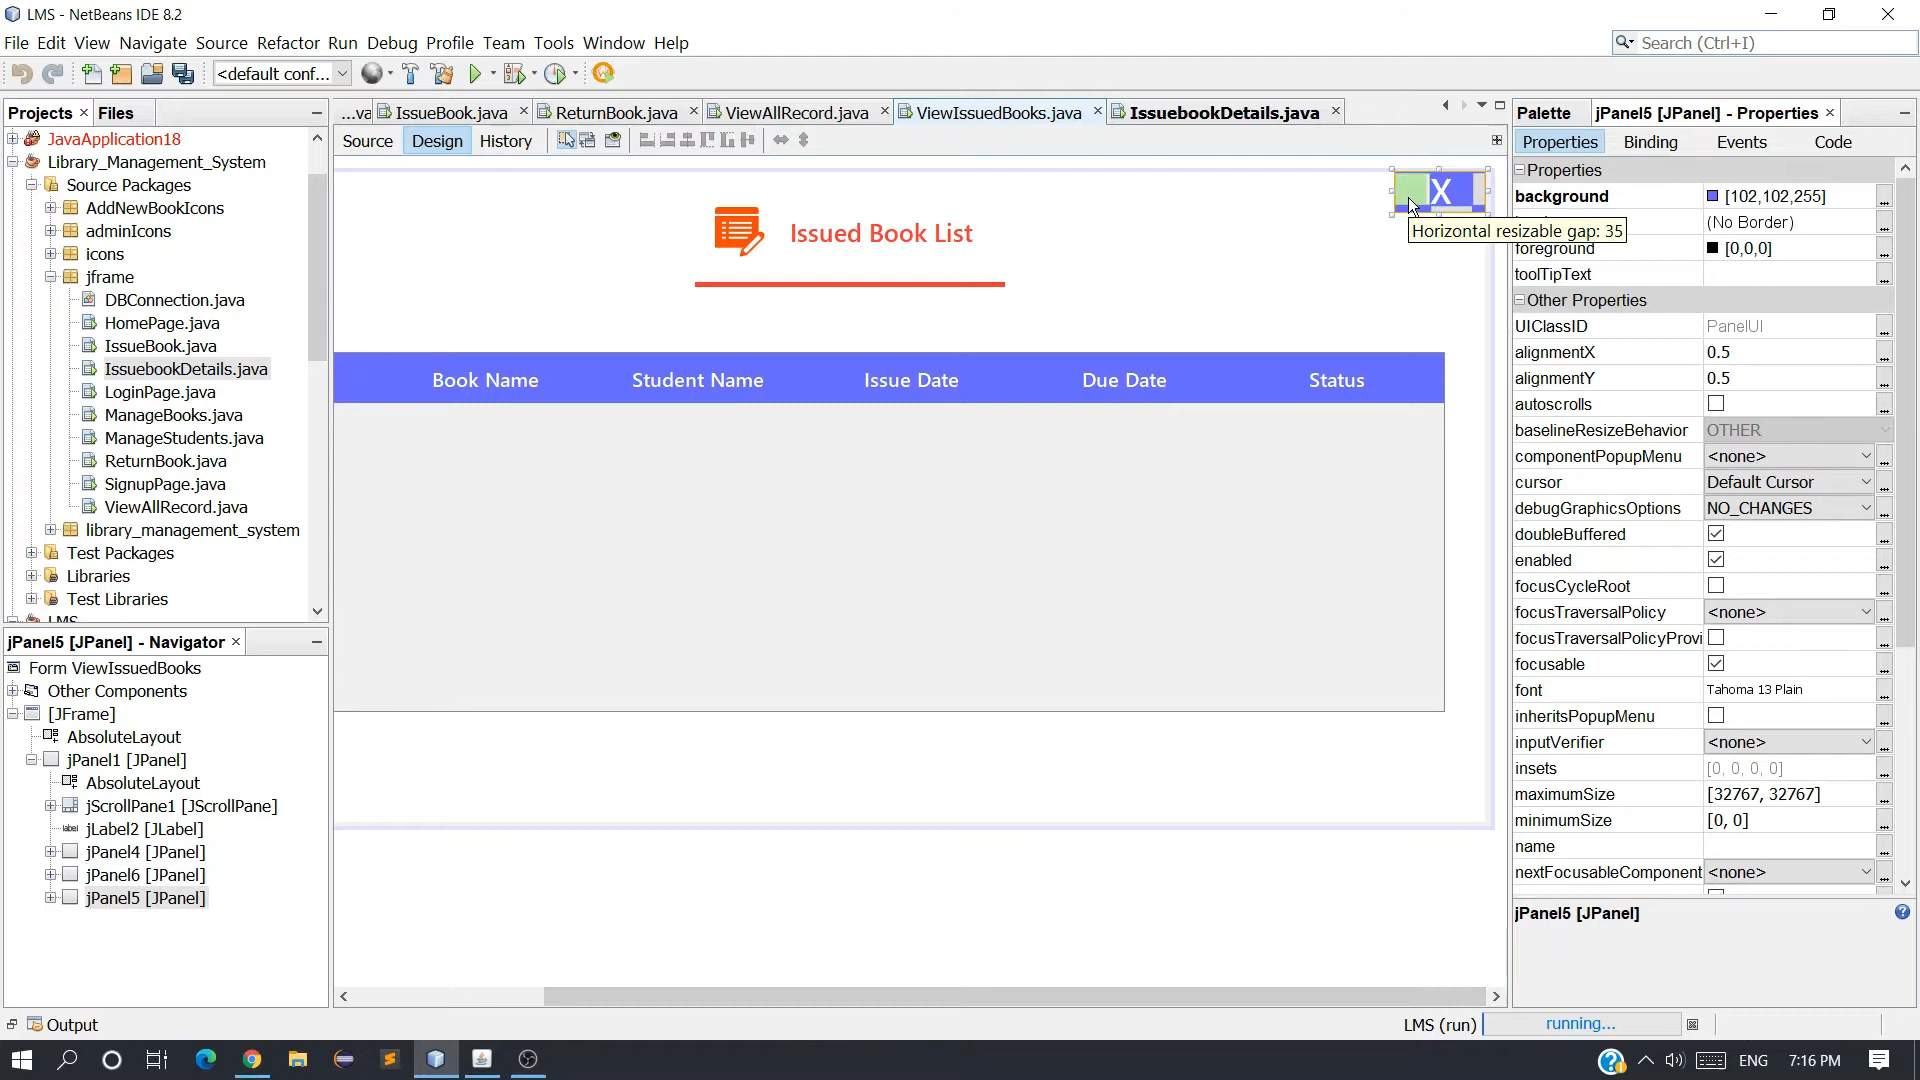 LMS - NetBeans IDE 8.2
File Edit View Navigate Source Refactor Run Debug Profile Team Tools Window Help
Search (Ctrl+I)
<default conf...
Projects
Files
...va
IssueBook.java
ReturnBook.java
ViewAllRecord.java
ViewIssuedBooks.java
IssuebookDetails.java
Palette
jPanel5 [JPanel] - Properties
Source
Design
History
Properties
Binding
Events
Code
JavaApplication18
Library_Management_System
Source Packages
AddNewBookIcons
adminIcons
icons
jframe
DBConnection.java
HomePage.java
IssueBook.java
IssuebookDetails.java
LoginPage.java
ManageBooks.java
ManageStudents.java
ReturnBook.java
SignupPage.java
ViewAllRecord.java
library_management_system
Test Packages
Libraries
Test Libraries
LMS
jPanel5 [JPanel] - Navigator
Form ViewIssuedBooks
Other Components
[JFrame]
AbsoluteLayout
jPanel1 [JPanel]
AbsoluteLayout
jScrollPane1 [JScrollPane]
label jLabel2 [JLabel]
jPanel4 [JPanel]
jPanel6 [JPanel]
jPanel5 [JPanel]
X
Horizontal resizable gap: 35
Issued Book List
Book Name
Student Name
Issue Date
Due Date
Status
Properties
background [102,102,255]
(No Border)
foreground [0,0,0]
toolTipText
Other Properties
UIClassID PanelUI
alignmentX 0.5
alignmentY 0.5
autoscrolls
baselineResizeBehavior OTHER
componentPopupMenu <none>
cursor Default Cursor
debugGraphicsOptions NO_CHANGES
doubleBuffered
enabled
focusCycleRoot
focusTraversalPolicy <none>
focusTraversalPolicyProvi
focusable
font Tahoma 13 Plain
inheritsPopupMenu
inputVerifier <none>
insets [0, 0, 0, 0]
maximumSize [32767, 32767]
minimumSize [0, 0]
name
nextFocusableComponent <none>
jPanel5 [JPanel]
Output
LMS (run)
running...
ENG
7:16 PM